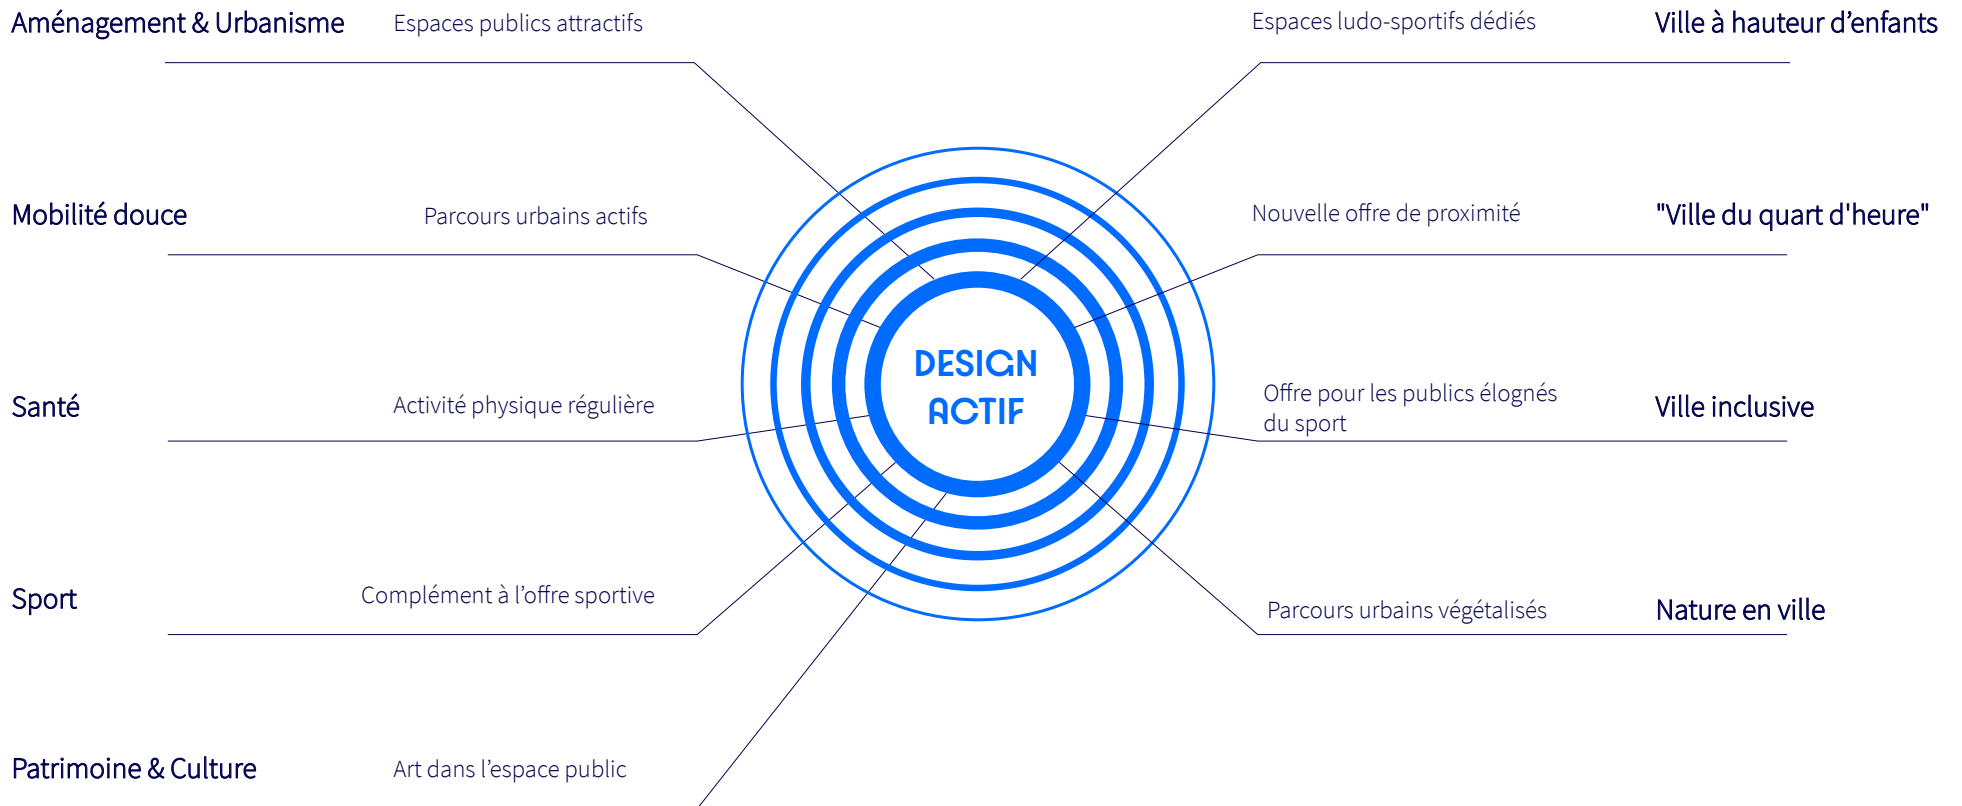 Aménagement & Urbanisme
Espaces publics attractifs
Mobilité douce
Parcours urbains actifs
Santé
Activité physique régulière
Sport
Complément à l’offre sportive
Patrimoine & Culture
Art dans l’espace public
DESIGN
ACTIF
Espaces ludo-sportifs dédiés
Ville à hauteur d’enfants
Nouvelle offre de proximité
"Ville du quart d'heure"
Offre pour les publics élognés
du sport
Ville inclusive
Parcours urbains végétalisés
Nature en ville